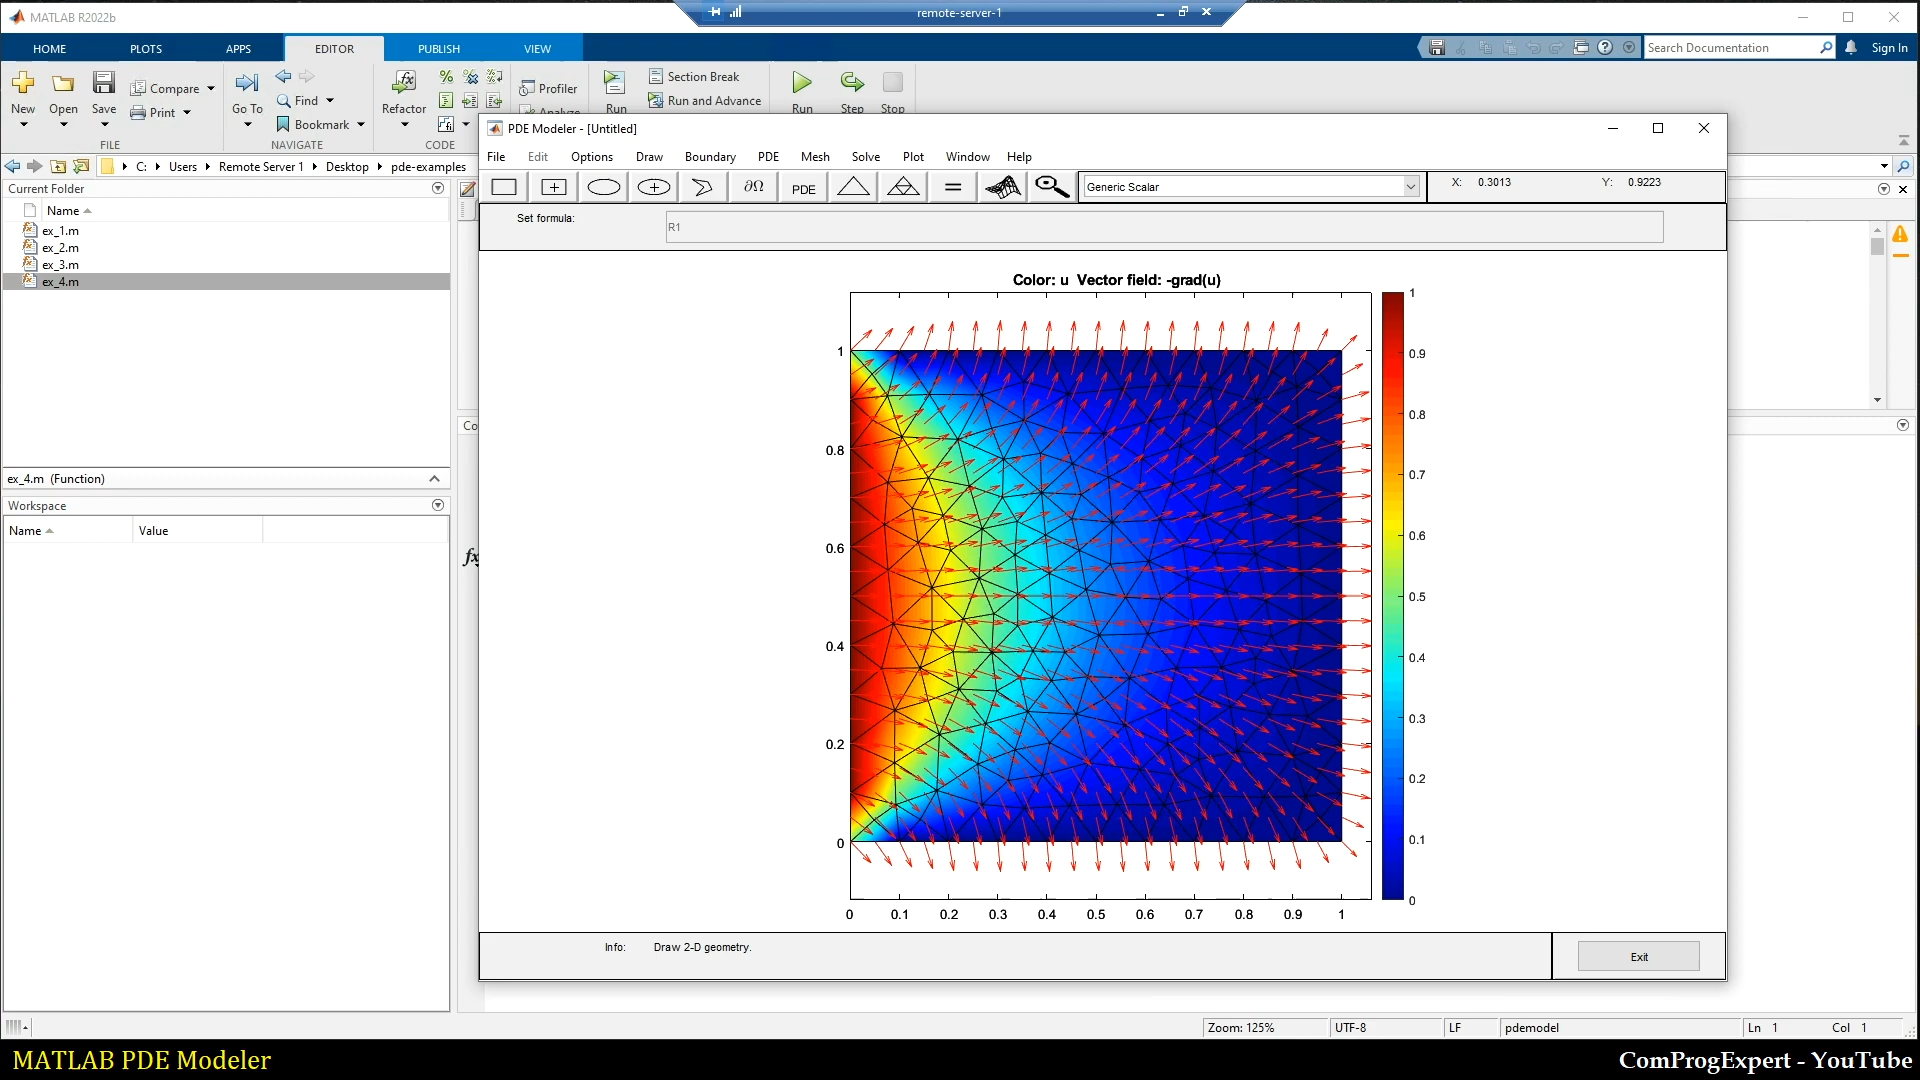 MATLAB R2022b
remote-server-1
HOME PLOTS APPS EDITOR PUBLISH VIEW
Search Documentation
Sign In
New Open Save Compare Print
FILE
Go To Find Bookmark
NAVIGATE
Refactor
CODE
Profiler
Analyze
Run
Section Break
Run and Advance
Run Step Stop
C: Users Remote Server 1 Desktop pde-examples
Current Folder
Name
ex_1.m
ex_2.m
ex_3.m
ex_4.m
ex_4.m (Function)
Workspace
Name Value
Co
fx
PDE Modeler - [Untitled]
File Edit Options Draw Boundary PDE Mesh Solve Plot Window Help
∂Ω PDE =
Generic Scalar
X: 0.3013 Y: 0.9223
Set formula: R1
Color: u Vector field: -grad(u)
1
0.8
0.6
0.4
0.2
0
0 0.1 0.2 0.3 0.4 0.5 0.6 0.7 0.8 0.9 1
1
0.9
0.8
0.7
0.6
0.5
0.4
0.3
0.2
0.1
0
Info: Draw 2-D geometry.
Exit
Zoom: 125% UTF-8 LF pdemodel Ln 1 Col 1
MATLAB PDE Modeler
ComProgExpert - YouTube